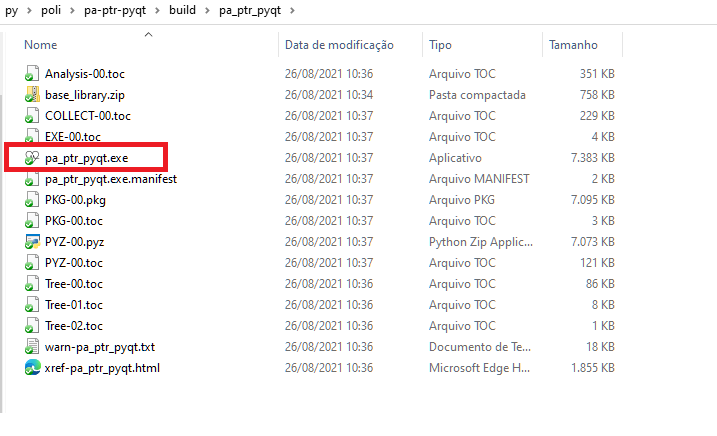 py > poli > pa-ptr-pyqt > build > pa_ptr_pyqt >
Nome Data de modificação Tipo Tamanho
Analysis-00.toc 26/08/2021 10:36 Arquivo TOC 351 KB
base_library.zip 26/08/2021 10:34 Pasta compactada 758 KB
COLLECT-00.toc 26/08/2021 10:37 Arquivo TOC 229 KB
EXE-00.toc 26/08/2021 10:37 Arquivo TOC 4 KB
pa_ptr_pyqt.exe 26/08/2021 10:37 Aplicativo 7.383 KB
pa_ptr_pyqt.exe.manifest 26/08/2021 10:37 Arquivo MANIFEST 2 KB
PKG-00.pkg 26/08/2021 10:37 Arquivo PKG 7.095 KB
PKG-00.toc 26/08/2021 10:37 Arquivo TOC 3 KB
PYZ-00.pyz 26/08/2021 10:37 Python Zip Applic... 7.073 KB
PYZ-00.toc 26/08/2021 10:37 Arquivo TOC 121 KB
Tree-00.toc 26/08/2021 10:36 Arquivo TOC 86 KB
Tree-01.toc 26/08/2021 10:36 Arquivo TOC 8 KB
Tree-02.toc 26/08/2021 10:36 Arquivo TOC 1 KB
warn-pa_ptr_pyqt.txt 26/08/2021 10:36 Documento de Te... 18 KB
xref-pa_ptr_pyqt.html 26/08/2021 10:36 Microsoft Edge H... 1.855 KB